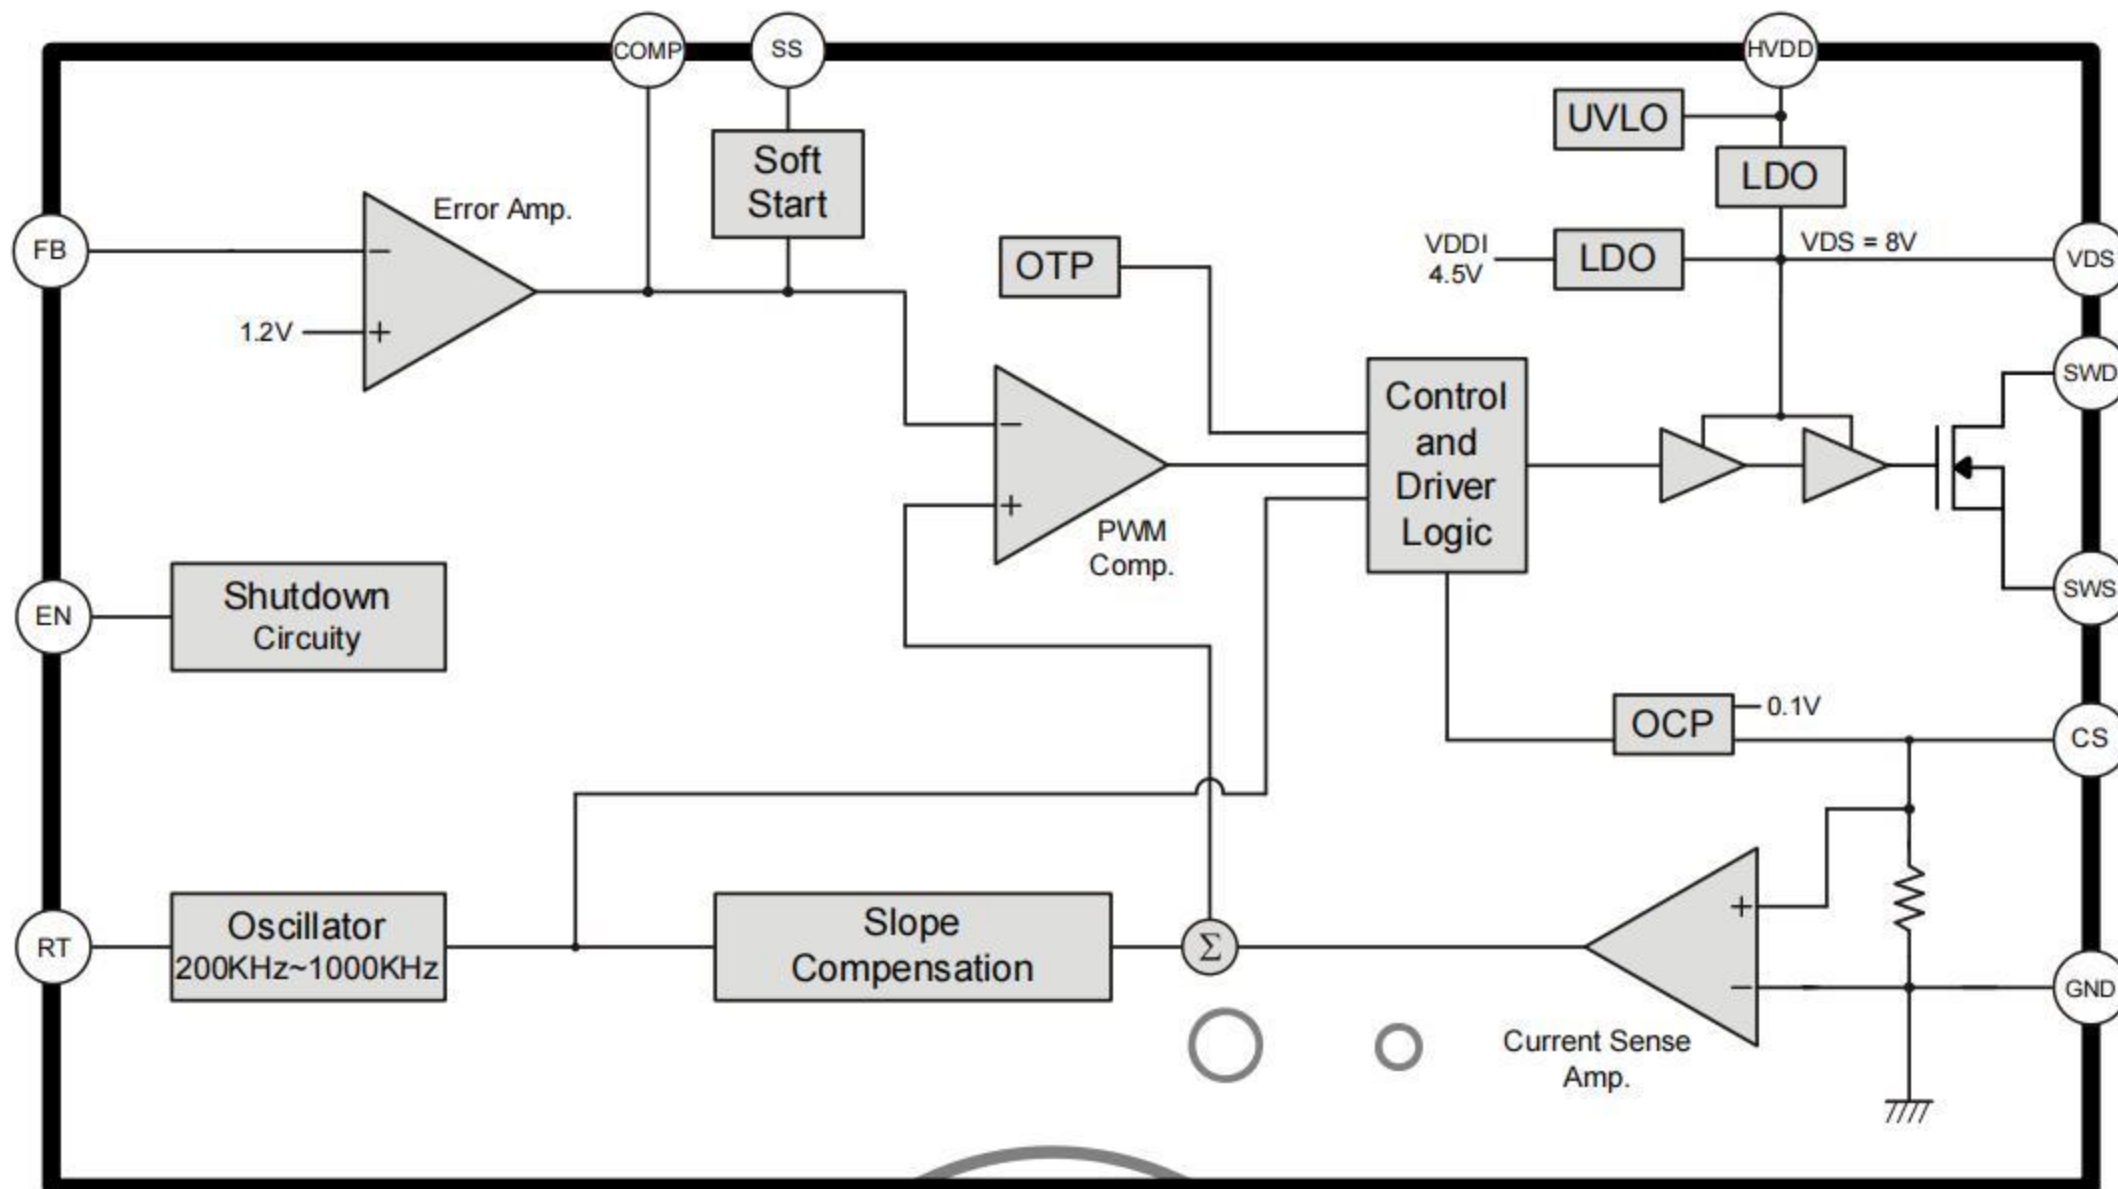 COMP
SS
HVDD
UVLO
Soft
Start
LDO
Error Amp.
FB
−
OTP
VDDI
4.5V
LDO
VDS = 8V
VDS
1.2V
+
SWD
Control
and
Driver
Logic
−
+
PWM
Comp.
EN
Shutdown
Circuity
SWS
OCP
0.1V
CS
RT
Oscillator
200KHz~1000KHz
Slope
Compensation
Σ
+
−
GND
Current Sense
Amp.